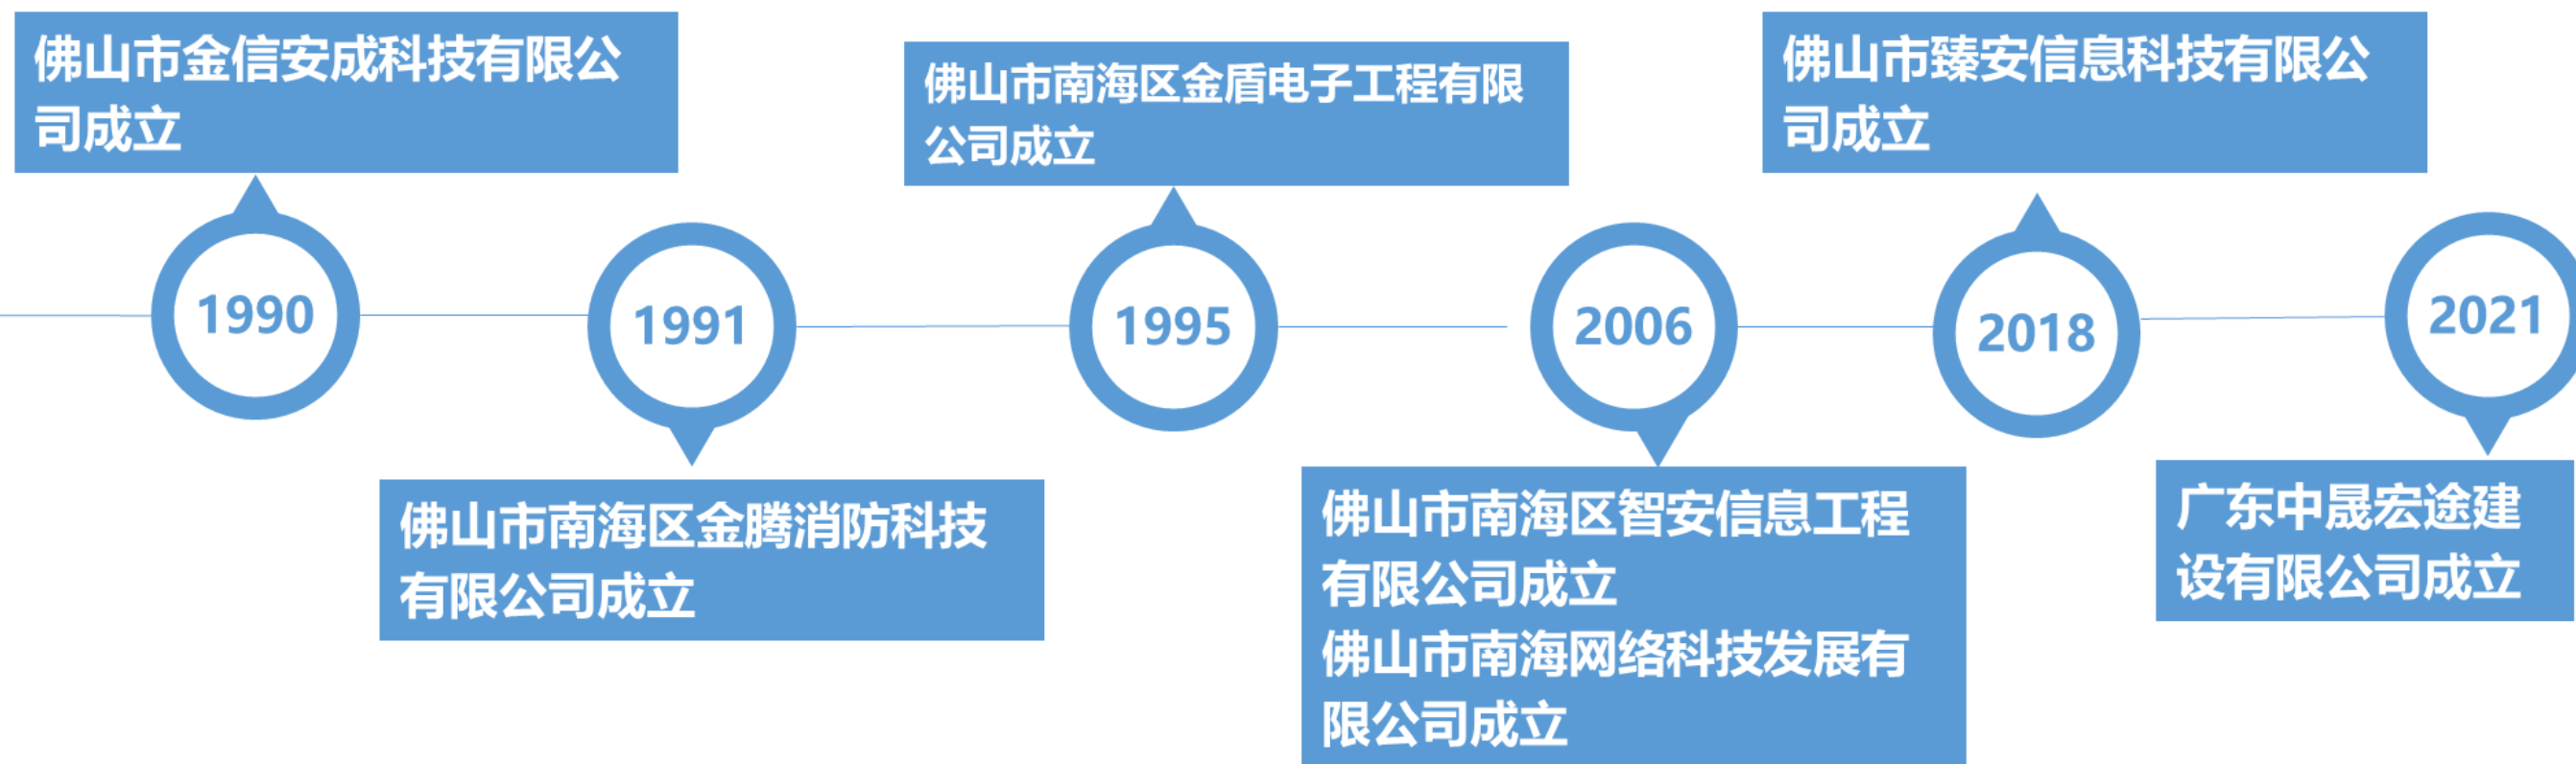 佛山市金信安成科技有限公
司成立
1990
1991
佛山市南海区金腾消防科技
有限公司成立
佛山市南海区金盾电子工程有限
公司成立
1995
2006
佛山市南海区智安信息工程
有限公司成立
佛山市南海网络科技发展有
限公司成立
佛山市臻安信息科技有限公
司成立
2018
2021
广东中晟宏途建
设有限公司成立